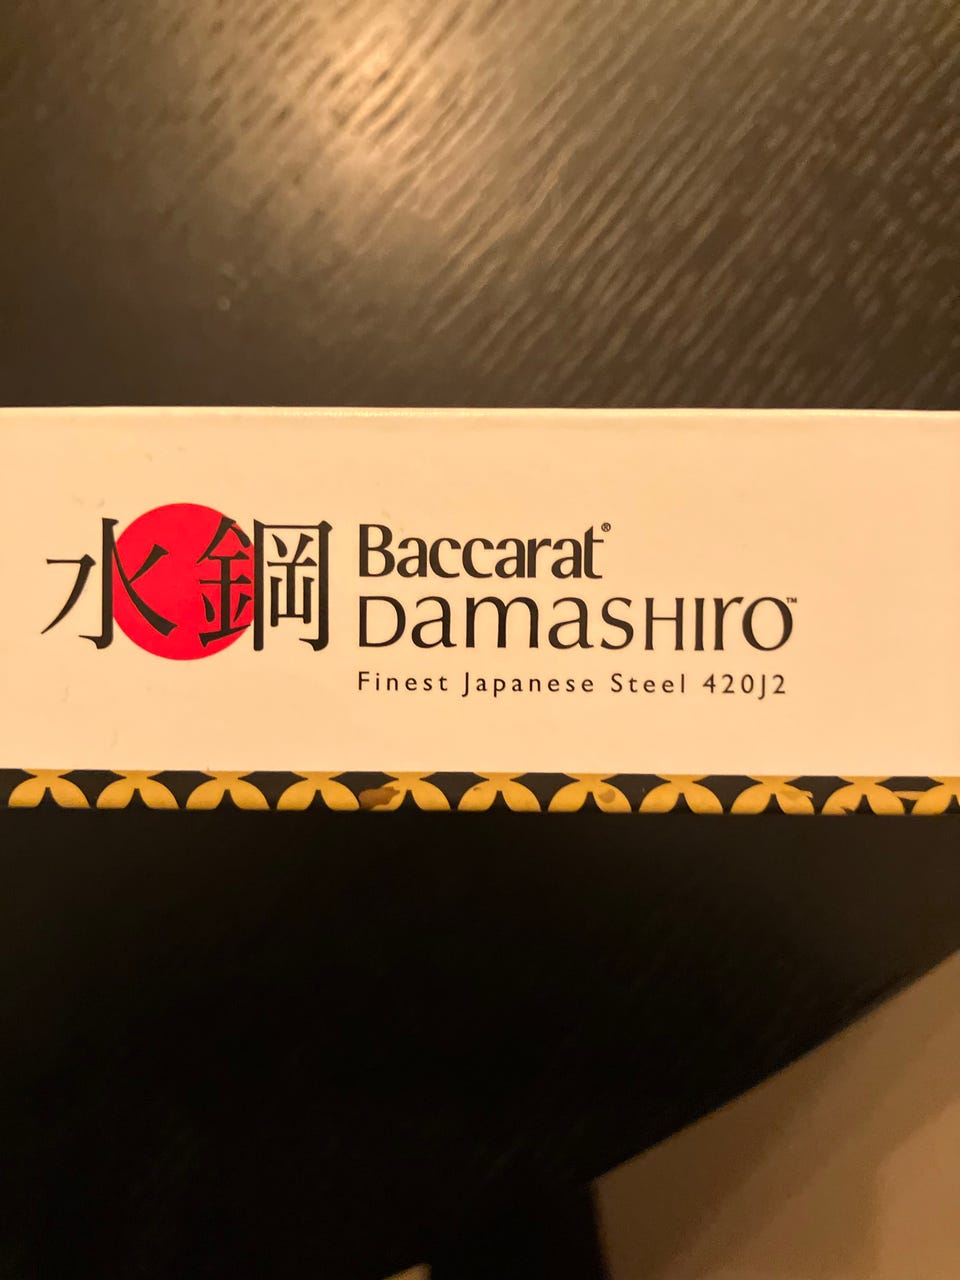 水鋼
Baccarat®
DamasHIro™
Finest Japanese Steel 420J2